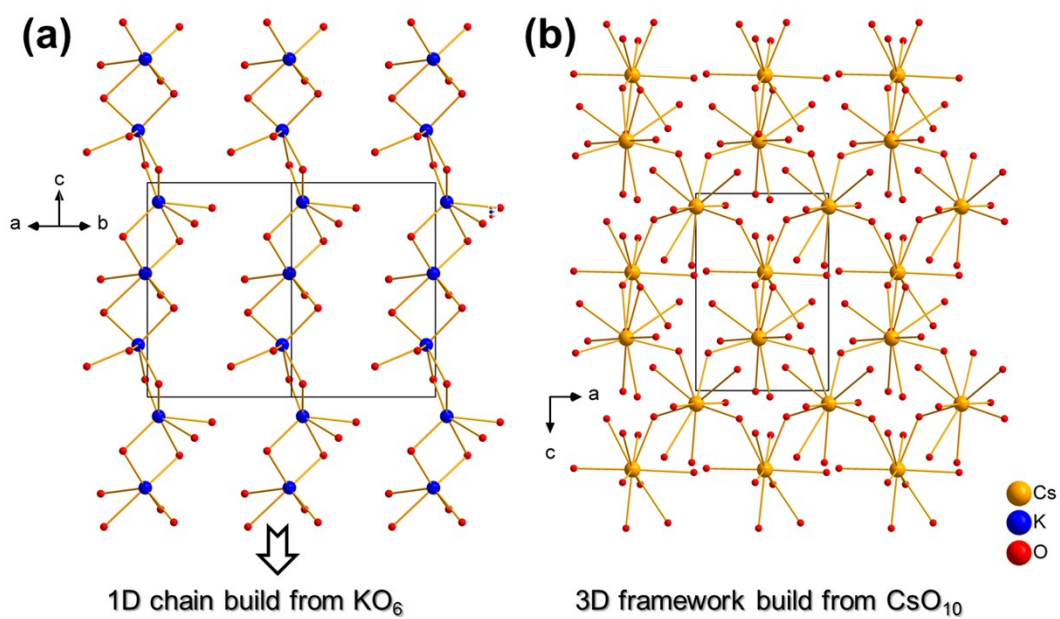 (a)
(b)
c
a
b
a
c
Cs
K
O
1D chain build from KO₆
3D framework build from CsO₁₀